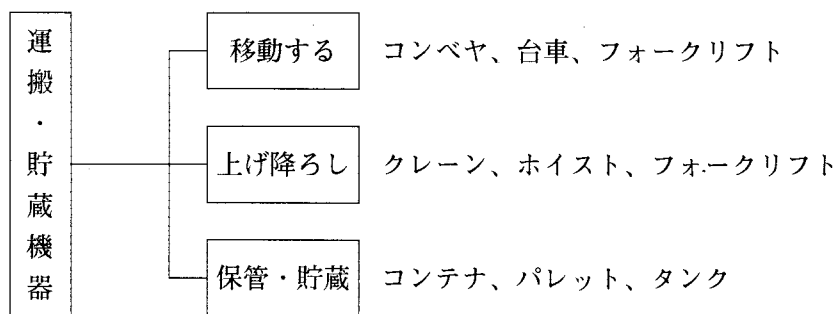 運搬・貯蔵機器
移動する コンベヤ、台車、フォークリフト
上げ降ろし クレーン、ホイスト、フォークリフト
保管・貯蔵 コンテナ、パレット、タンク